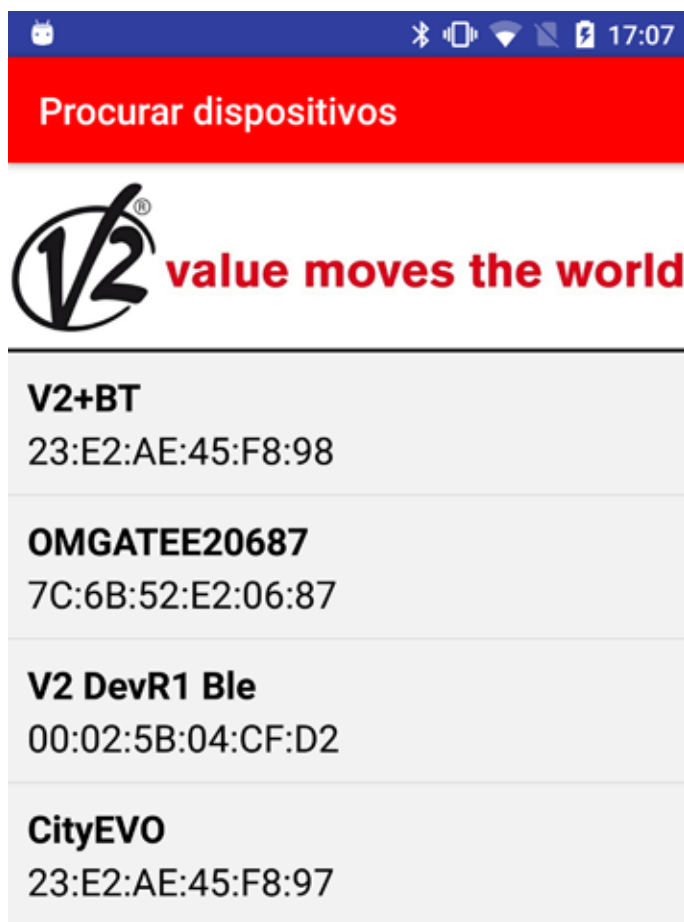 17:07
Procurar dispositivos
V2® value moves the world
V2+BT
23:E2:AE:45:F8:98
OMGATEE20687
7C:6B:52:E2:06:87
V2 DevR1 Ble
00:02:5B:04:CF:D2
CityEVO
23:E2:AE:45:F8:97